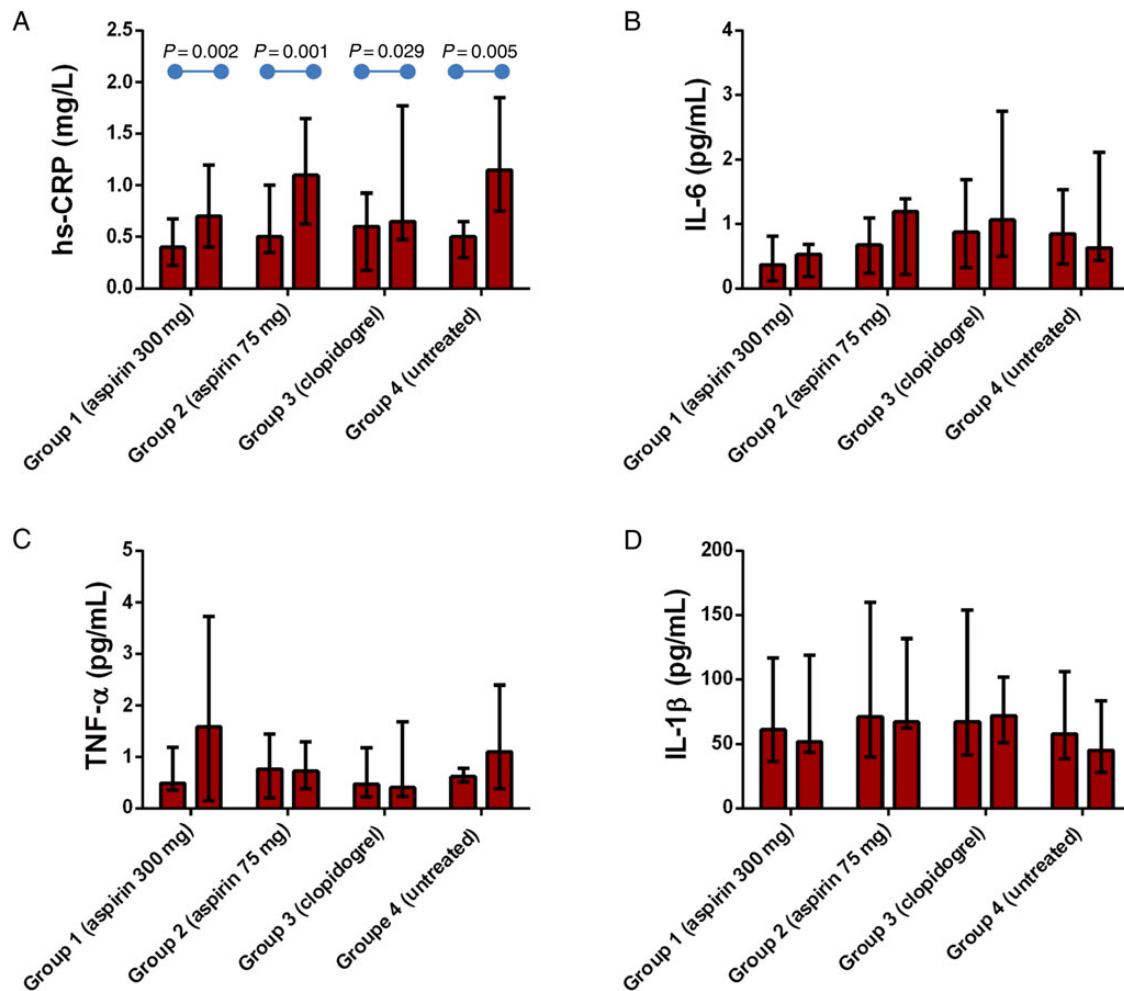 A
hs-CRP (mg/L)
2.5
2.0
1.5
1.0
0.5
0.0
P = 0.002
P = 0.001
P = 0.029
P = 0.005
Group 1 (aspirin 300 mg)
Group 2 (aspirin 75 mg)
Group 3 (clopidogrel)
Group 4 (untreated)
B
IL-6 (pg/mL)
4
3
2
1
0
Group 1 (aspirin 300 mg)
Group 2 (aspirin 75 mg)
Group 3 (clopidogrel)
Group 4 (untreated)
C
TNF-α (pg/mL)
5
4
3
2
1
0
Group 1 (aspirin 300 mg)
Group 2 (aspirin 75 mg)
Group 3 (clopidogrel)
Groupe 4 (untreated)
D
IL-1β (pg/mL)
200
150
100
50
0
Group 1 (aspirin 300 mg)
Group 2 (aspirin 75 mg)
Group 3 (clopidogrel)
Group 4 (untreated)